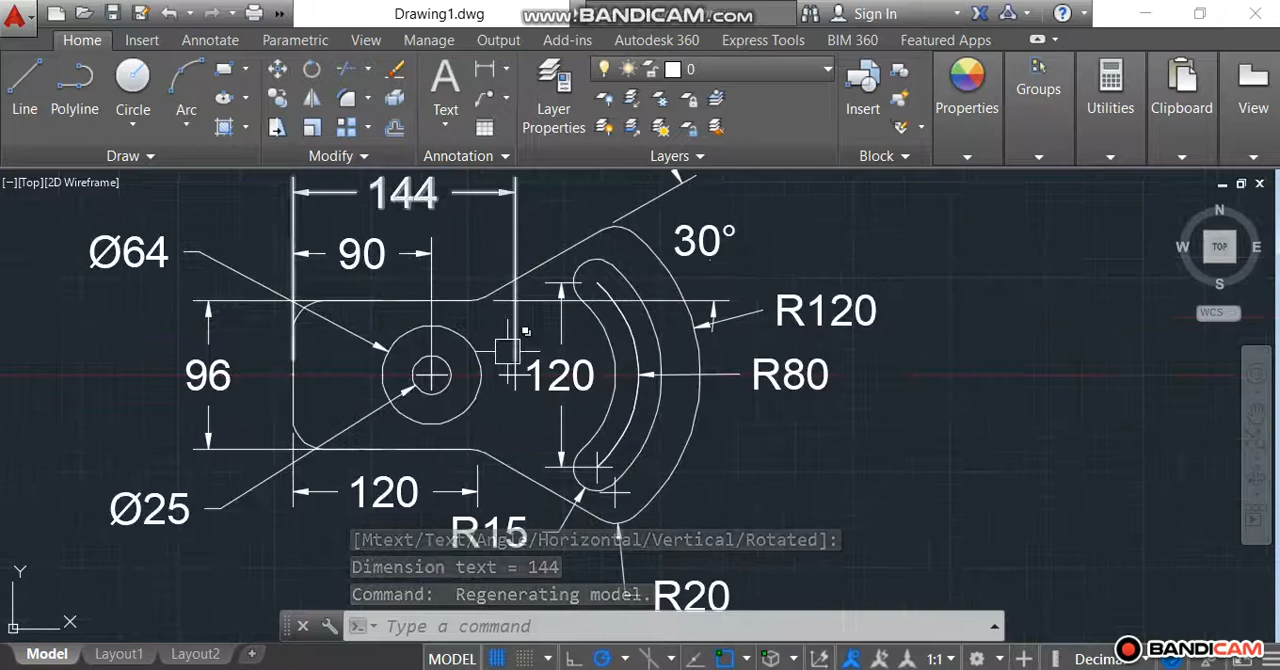 Drawing1.dwg
www.BANDICAM.com
Sign In
Home Insert Annotate Parametric View Manage Output Add-ins Autodesk 360 Express Tools BIM 360 Featured Apps
0
Line Polyline Circle Arc Text Layer Properties Insert Properties Groups Utilities Clipboard View
Draw Modify Annotation Layers Block
[−][Top][2D Wireframe]
144
N
30°
Ø64
90
W TOP E
S
WCS
R120
96
120
R80
120
Ø25
R15
R20
[Mtext/Text/Angle/Horizontal/Vertical/Rotated]:
Dimension text = 144
Command: Regenerating model.
Y
X
Type a command
Model Layout1 Layout2 MODEL 1:1 Decima
BANDICAM